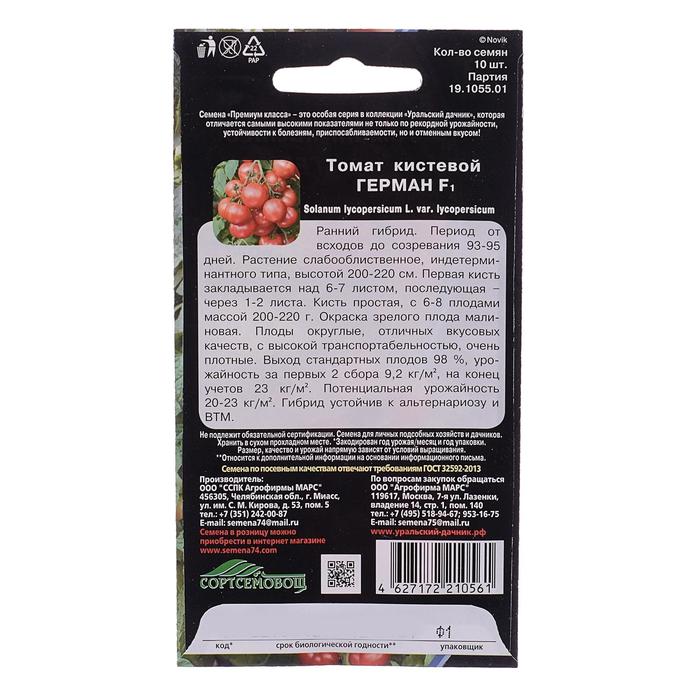 © Novik
Кол-во семян
10 шт.
Партия
19.1055.01
22
PAP
Семена «Премиум класса» – это особая серия в коллекции «Уральский дачник», которая
отличается самыми высокими показателями не только по рекордной урожайности,
устойчивости к болезням, приспосабливаемости, но и отменным вкусом!
Томат кистевой
ГЕРМАН F1
Solanum lycopersicum L. var. lycopersicum
Ранний гибрид. Период от
всходов до созревания 93-95
дней. Растение слабооблиственное, индетерми-
нантного типа, высотой 200-220 см. Первая кисть
закладывается над 6-7 листом, последующая –
через 1-2 листа. Кисть простая, с 6-8 плодами
массой 200-220 г. Окраска зрелого плода мали-
новая. Плоды округлые, отличных вкусовых
качеств, с высокой транспортабельностью, очень
плотные. Выход стандартных плодов 98 %, уро-
жайность за первых 2 сбора 9,2 кг/м², на конец
учетов 23 кг/м². Потенциальная урожайность
20-23 кг/м². Гибрид устойчив к альтернариозу и
ВТМ.
Не подлежит обязательной сертификации. Семена для личных подсобных хозяйств и дачников.
Хранить в сухом прохладном месте. *Закодирован год урожая/месяц и год упаковки.
Размер, качество и урожай напрямую зависят от условий выращивания.
**Относится к дополнительной информации на основании информационного письма.
Семена по посевным качествам отвечают требованиям ГОСТ 32592-2013
Производитель:
ООО "ССПК Агрофирмы МАРС"
456305, Челябинская обл., г. Миасс,
ул. им. С. М. Кирова, д. 53, пом. 5
тел.: +7 (351) 242-00-87
E-mail: semena74@mail.ru
Семена в розницу можно
приобрести в интернет магазине
www.semena74.com
По вопросам закупок обращаться
ООО "Агрофирма МАРС"
119617, Москва, 7-я ул. Лазенки,
владение 14, стр. 1, пом. 140
тел.: +7 (495) 518-94-67; 953-16-75
E-mail: semena75@mail.ru
www.уральский-дачник.рф
СОРТСЕМОВОЩ
4 627172 210561
Ф1
код*
срок биологической годности**
упаковщик